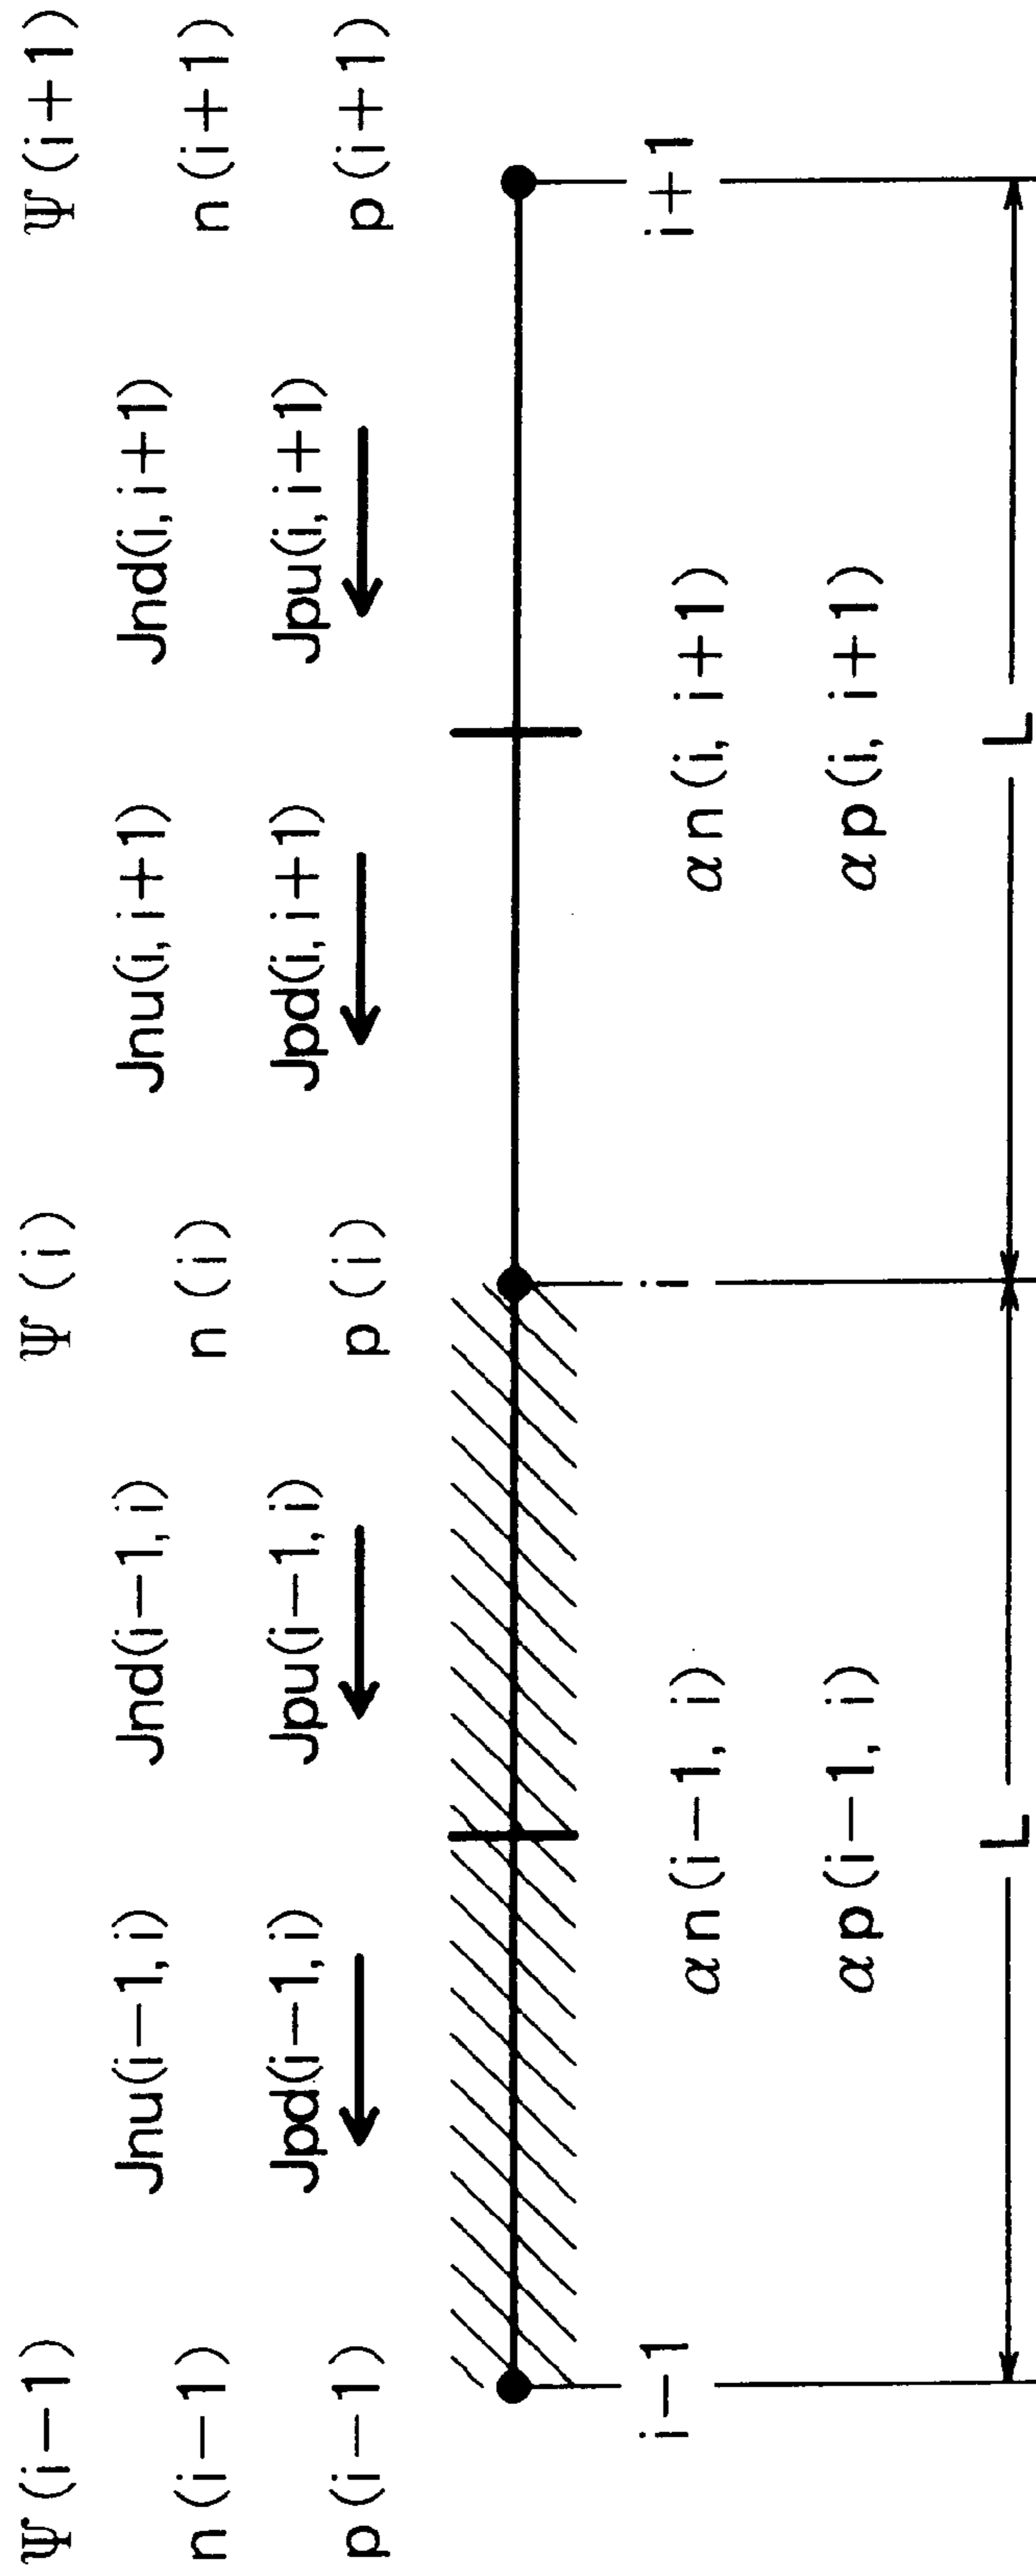 Ψ(i−1) Ψ(i) Ψ(i+1)
Jnu(i−1, i) Jnd(i−1, i) Jnu(i, i+1) Jnd(i, i+1)
n(i−1) n(i) n(i+1)
Jpd(i−1, i) Jpu(i−1, i) Jpd(i, i+1) Jpu(i, i+1)
p(i−1) p(i) p(i+1)
i−1 i i+1
αn(i−1, i) αn(i, i+1)
αp(i−1, i) αp(i, i+1)
L L